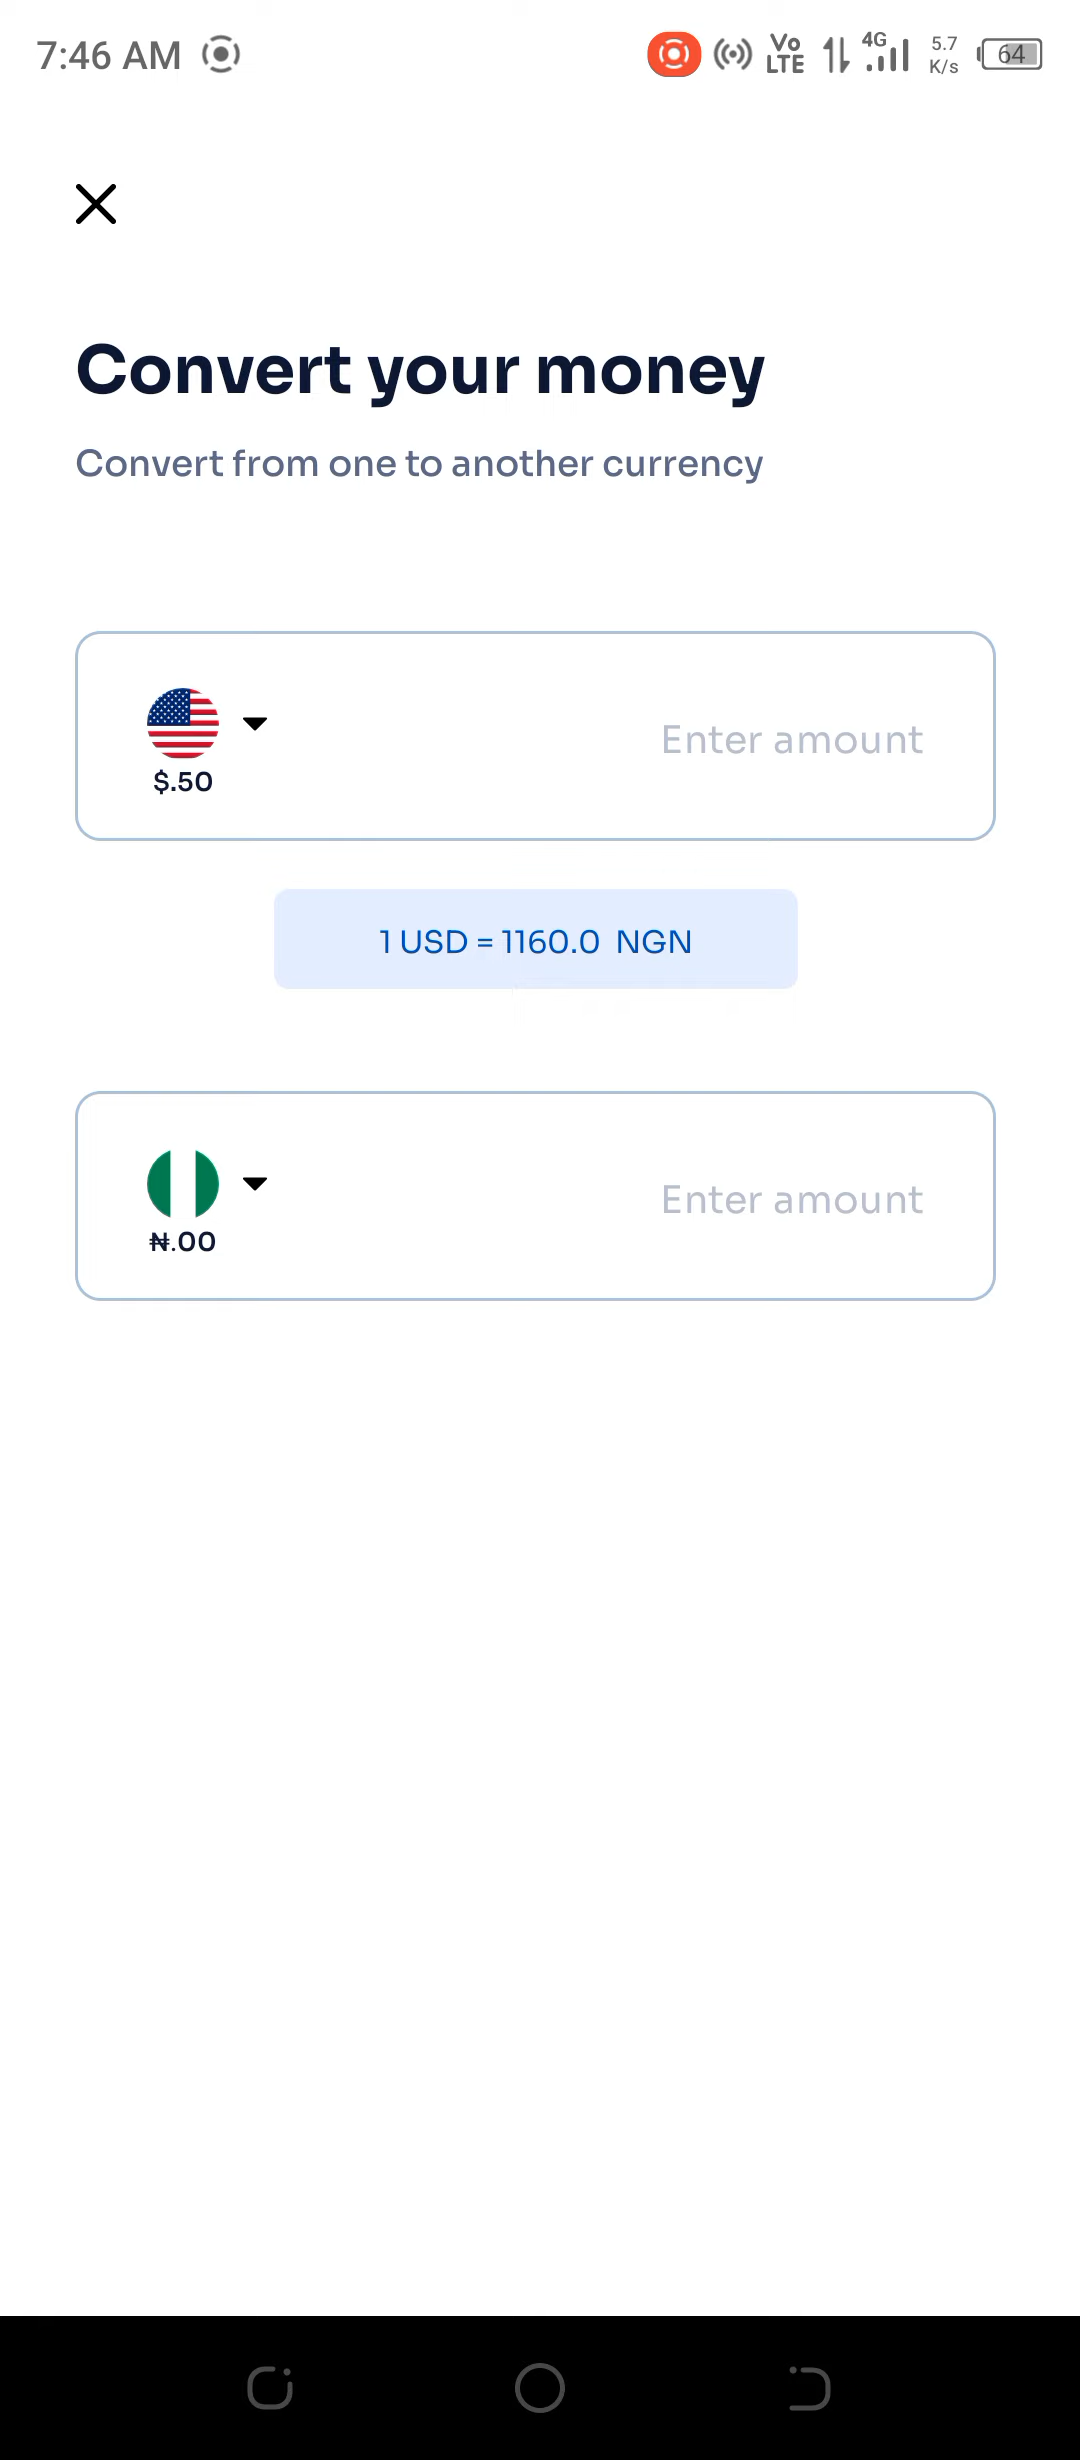 7:46 AM
Vo LTE 4G 5.7 K/s 64
Convert your money
Convert from one to another currency
$.50
Enter amount
1 USD = 1160.0 NGN
₦.00
Enter amount